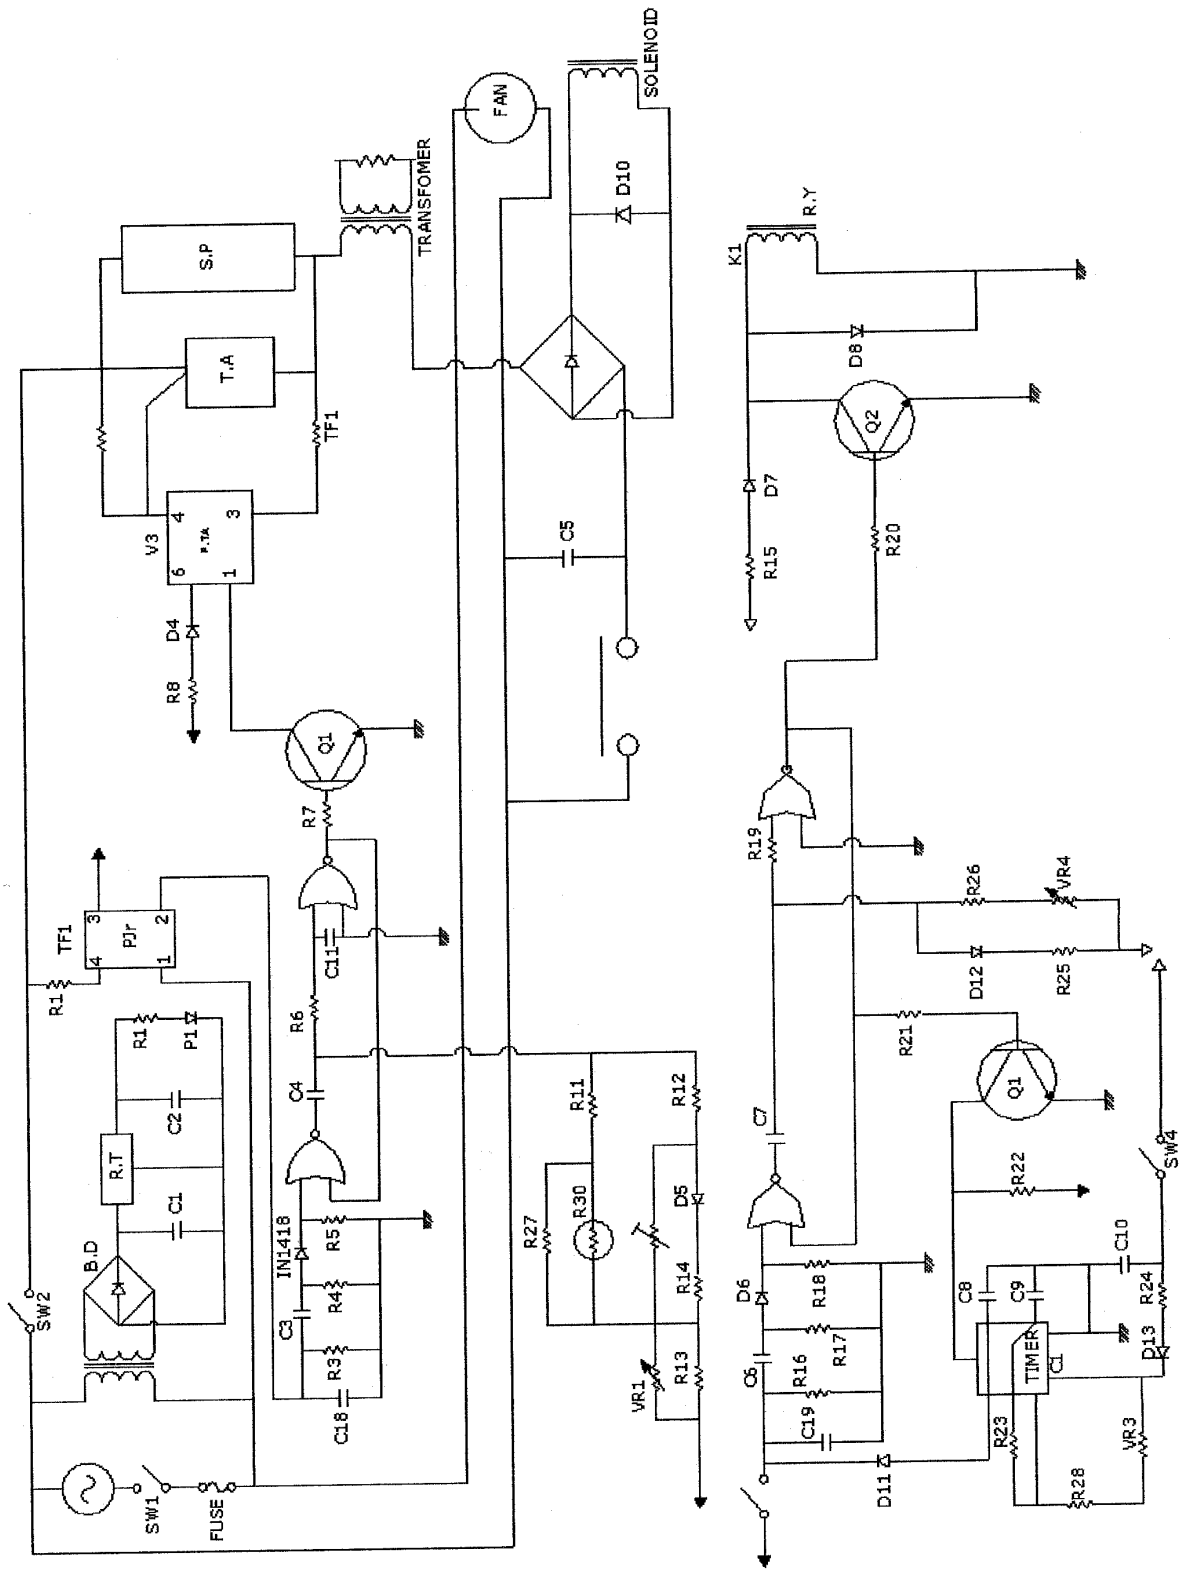 SW2
R1
TF1
4
3
PJr
1
2
B.D
R.T
R1
P1
C1
C2
SW1
FUSE
V3
6
4
P.TA
1
3
R8
D4
T.A
S.P
TF1
TRANSFOMER
IN1418
C3
R3
R4
R5
C18
C4
R6
C11
R7
Q1
FAN
R27
R30
R11
VR1
R13
R14
D5
R12
C5
D10
SOLENOID
D6
C6
R16
R17
R18
C19
C7
R19
R15
D7
K1
R.Y
D8
Q2
R20
D11
C8
C9
R23
TIMER
C1
R28
VR3
D13
R24
C10
SW4
R22
Q1
R21
D12
R25
R26
VR4